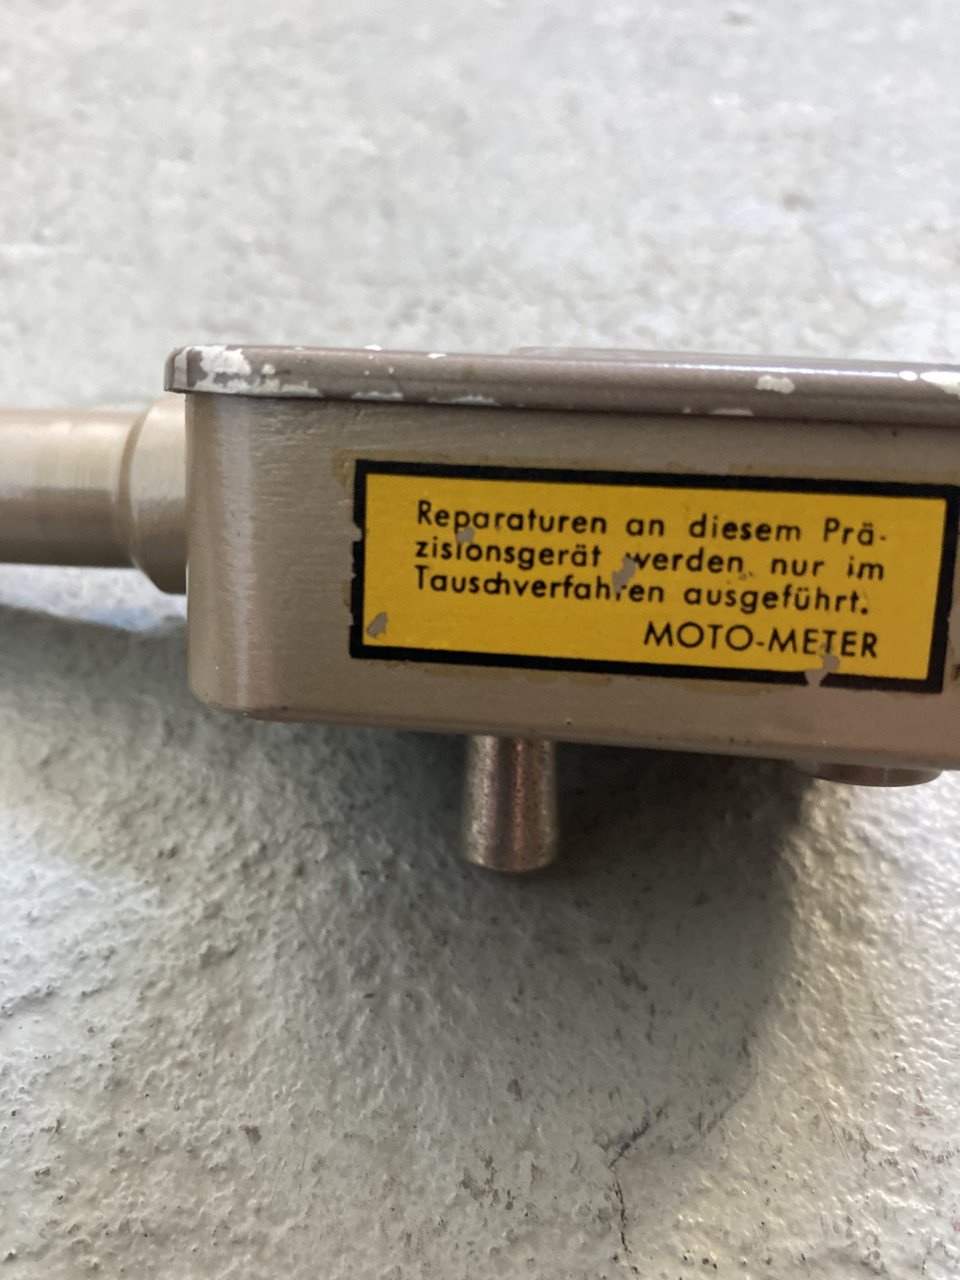 Reparaturen an diesem Prä-
zisionsgerät werden nur im
Tauschverfahren ausgeführt.
MOTO-METER